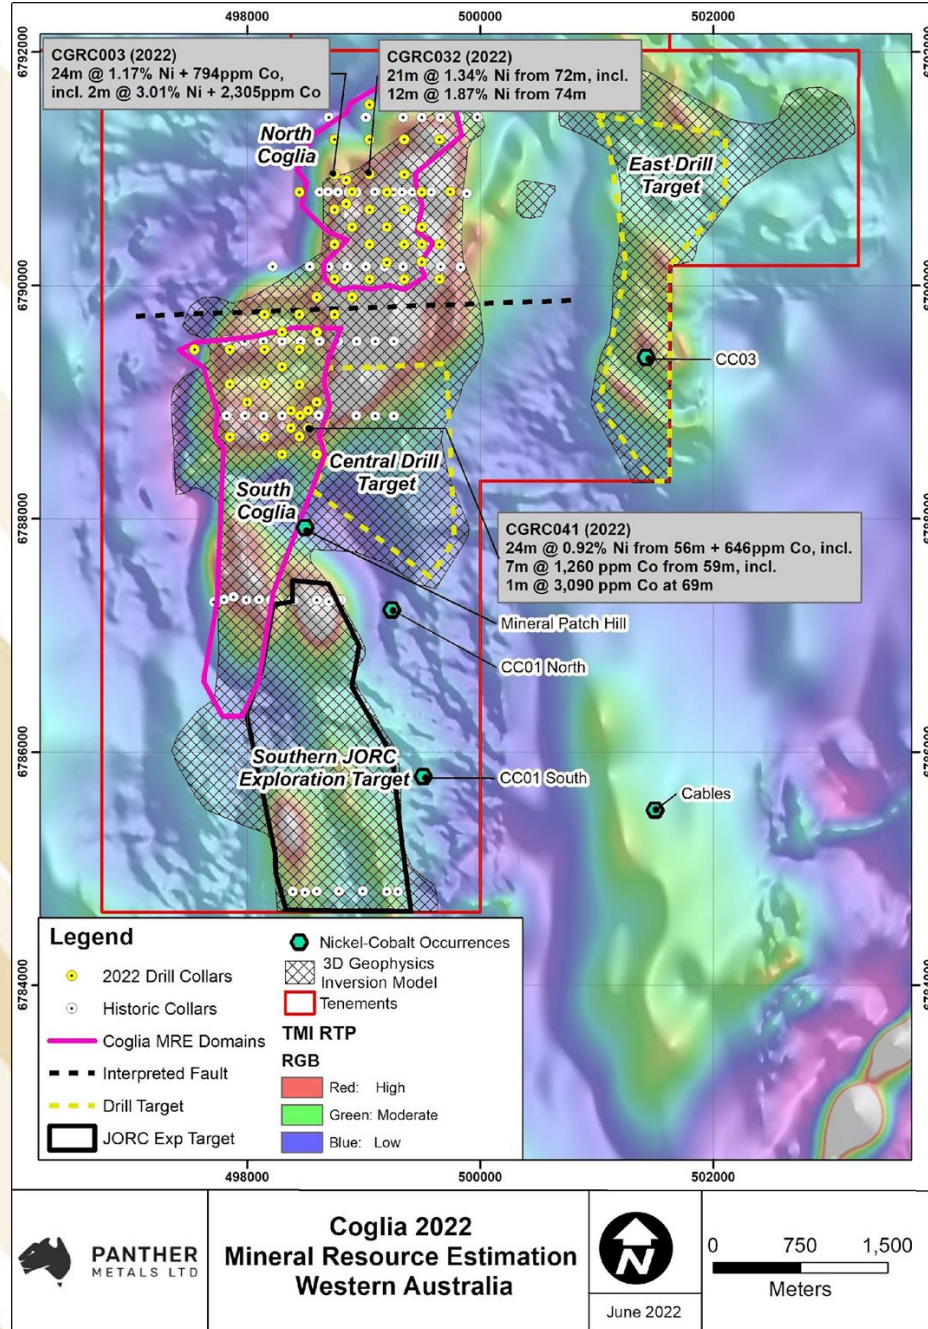 498000
500000
502000
6792000
6792000
CGRC003 (2022)
24m @ 1.17% Ni + 794ppm Co,
incl. 2m @ 3.01% Ni + 2,305ppm Co
CGRC032 (2022)
21m @ 1.34% Ni from 72m, incl.
12m @ 1.87% Ni from 74m
North
Coglia
East Drill
Target
6790000
6790000
CC03
Central Drill
Target
South
Coglia
6788000
6788000
CGRC041 (2022)
24m @ 0.92% Ni from 56m + 646ppm Co, incl.
7m @ 1,260 ppm Co from 59m, incl.
1m @ 3,090 ppm Co at 69m
Mineral Patch Hill
CC01 North
6786000
6786000
Southern JORC
Exploration Target
CC01 South
Cables
6784000
6784000
Legend
2022 Drill Collars
Historic Collars
Coglia MRE Domains
Interpreted Fault
Drill Target
JORC Exp Target
Nickel-Cobalt Occurrences
3D Geophysics
Inversion Model
Tenements
TMI RTP
RGB
Red: High
Green: Moderate
Blue: Low
498000
500000
502000
PANTHER
METALS LTD
Coglia 2022
Mineral Resource Estimation
Western Australia
N
June 2022
0 750 1,500
Meters